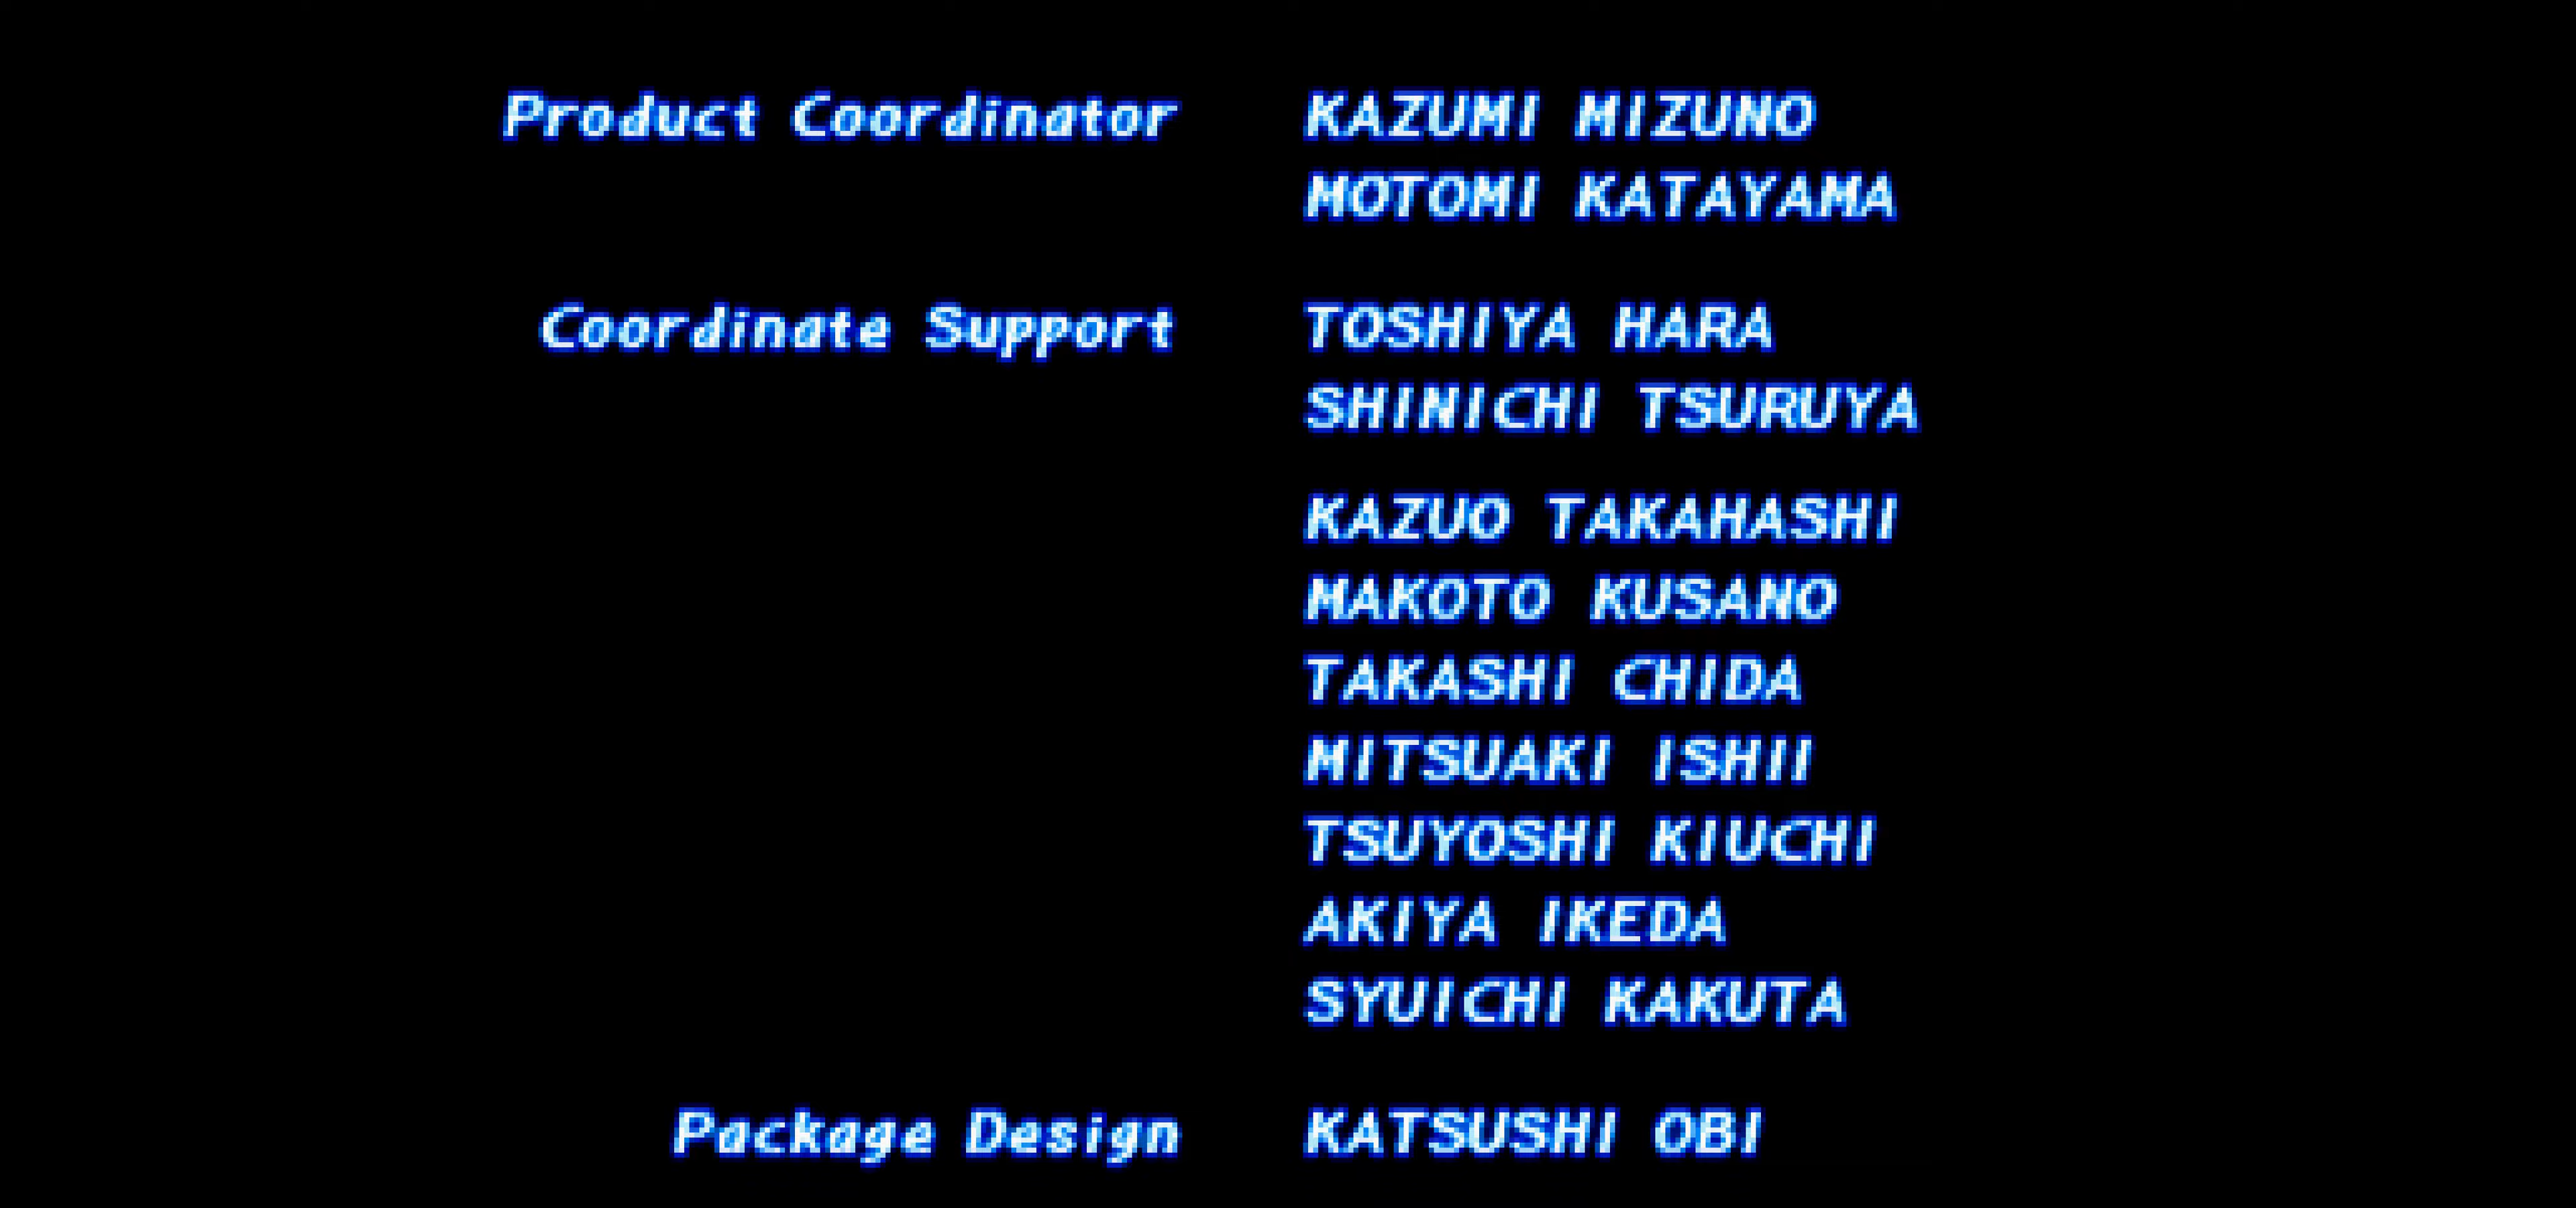 Product Coordinator KAZUMI MIZUNO
MOTOMI KATAYAMA
Coordinate Support TOSHIYA HARA
SHINICHI TSURUYA
KAZUO TAKAHASHI
MAKOTO KUSANO
TAKASHI CHIDA
MITSUAKI ISHII
TSUYOSHI KIUCHI
AKIYA IKEDA
SYUICHI KAKUTA
Package Design KATSUSHI OBI